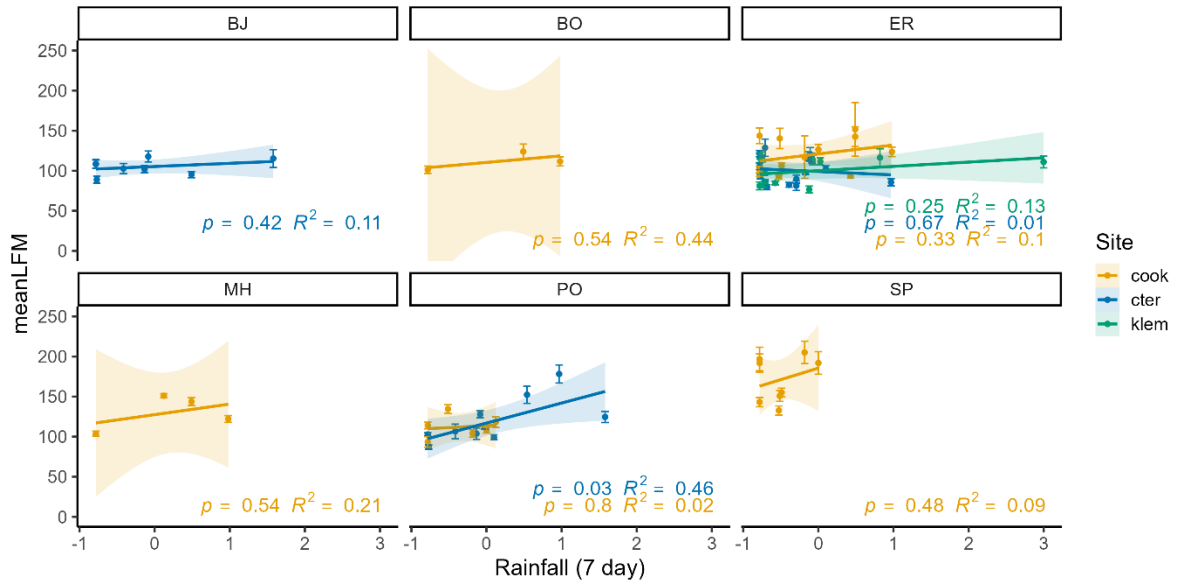 BJ
BO
ER
250
200
150
100
50
0
p = 0.42 R² = 0.11
p = 0.54 R² = 0.44
p = 0.25 R² = 0.13
p = 0.67 R² = 0.01
p = 0.33 R² = 0.1
MH
PO
SP
250
200
150
100
50
0
p = 0.54 R² = 0.21
p = 0.03 R² = 0.46
p = 0.8 R² = 0.02
p = 0.48 R² = 0.09
-1 0 1 2 3 -1 0 1 2 3 -1 0 1 2 3
Rainfall (7 day)
meanLFM
Site
cook
cter
klem